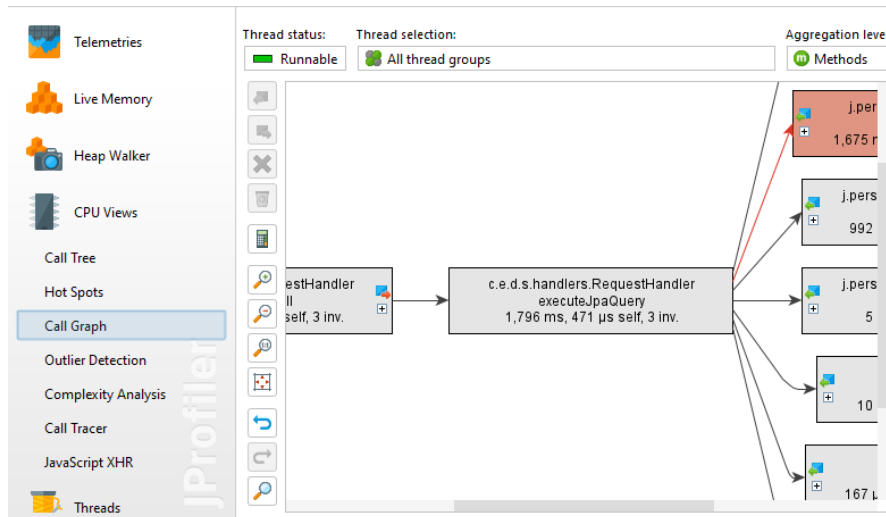 Telemetries
Live Memory
Heap Walker
CPU Views
Call Tree
Hot Spots
Call Graph
Outlier Detection
Complexity Analysis
Call Tracer
JavaScript XHR
Threads
JProfiler
Thread status:
Thread selection:
Aggregation leve
Runnable
All thread groups
m
Methods
estHandler
ll
self, 3 inv.
c.e.d.s.handlers.RequestHandler
executeJpaQuery
1,796 ms, 471 µs self, 3 inv.
j.per
1,675 r
j.pers
992
j.pers
5
10
167 µ